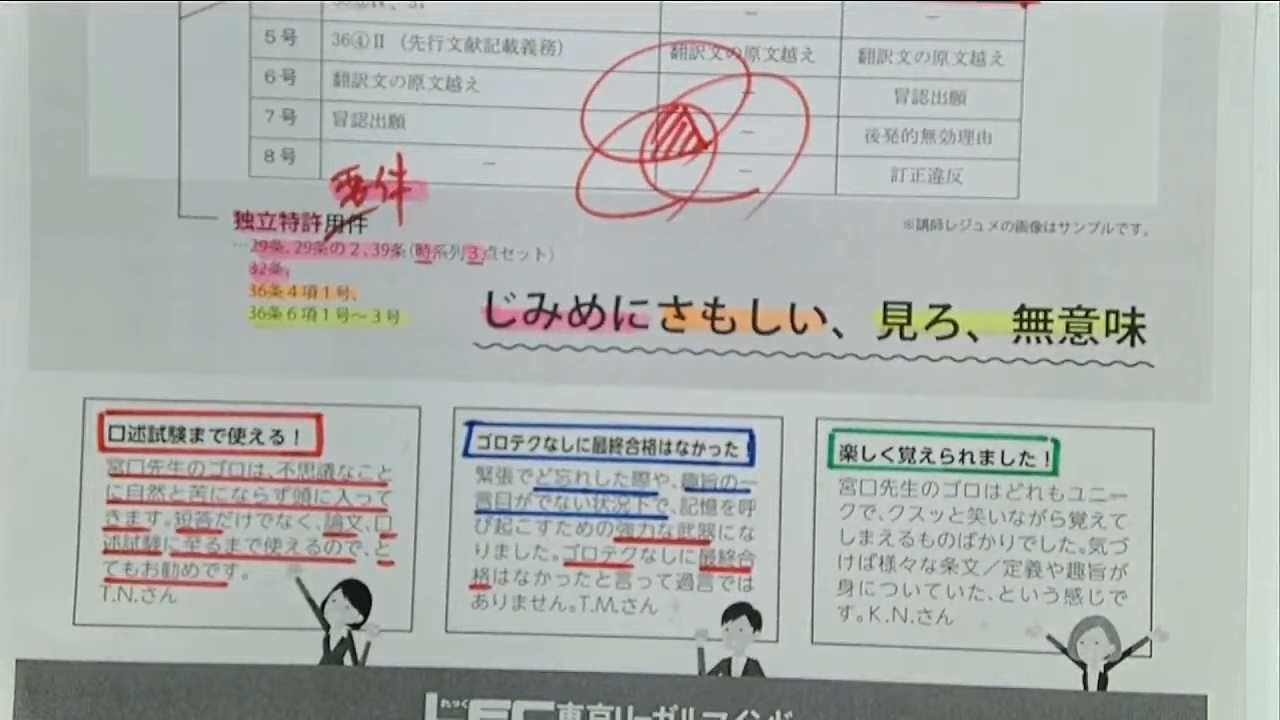 5号 36④Ⅱ（先行文献記載義務） 翻訳文の原文越え 翻訳文の原文越え
6号 翻訳文の原文越え － 冒認出願
7号 冒認出願 － 後発的無効理由
8号 － － 訂正違反
要件
独立特許用件
※講師レジュメの画像はサンプルです。
…29条、29条の2、39条（時系列3点セット）
32条、
36条4項1号、
36条6項1号～3号
じみめにさもしい、見ろ、無意味
口述試験まで使える！
宮口先生のゴロは、不思議なこと
に自然と苦にならず頭に入って
きます。短答だけでなく、論文、口
述試験に至るまで使えるので、と
てもお勧めです。
T.N.さん
ゴロテクなしに最終合格はなかった！
緊張でど忘れした際や、趣旨の一
言目がでない状況下で、記憶を呼
び起こすための強力な武器にな
りました。ゴロテクなしに最終合
格はなかったと言って過言では
ありません。T.M.さん
楽しく覚えられました！
宮口先生のゴロはどれもユニー
クで、クスッと笑いながら覚えて
しまえるものばかりでした。気づ
けば様々な条文／定義や趣旨が
身についていた、という感じで
す。K.N.さん
れっく
LEC東京リーガルマインド